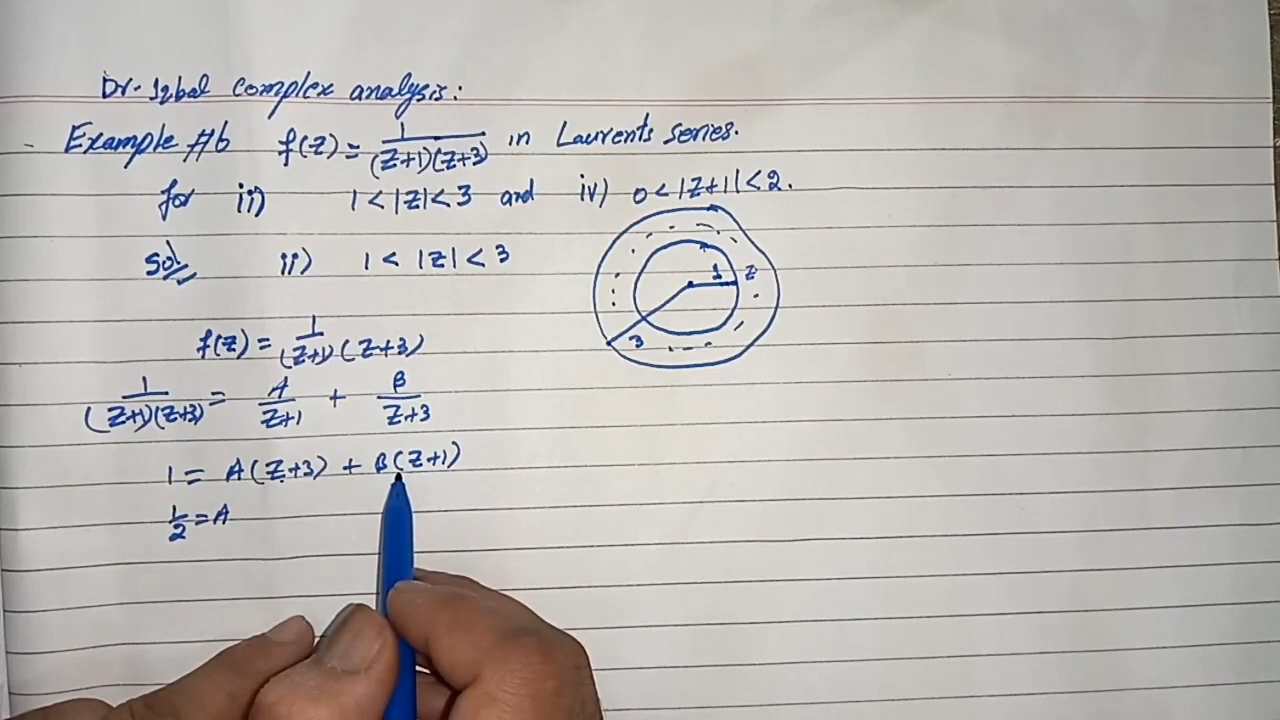 Dr. Iqbal complex analysis:
Example #6 f(z) = 1/(z+1)(z+3) in Laurents series.
for ii) 1 < |z| < 3 and iv) 0 < |z+1| < 2.
Sol ii) 1 < |z| < 3
1 z
3
f(z) = 1/(z+1)(z+3)
1/(z+1)(z+3) = A/z+1 + B/z+3
1 = A(z+3) + B(z+1)
1/2 = A